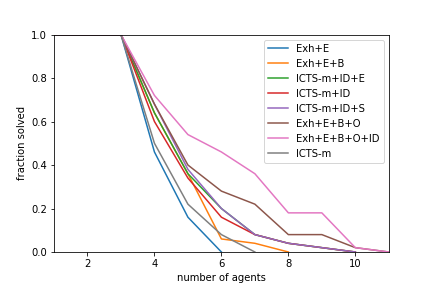 1.0
0.8
0.6
0.4
0.2
0.0
fraction solved
2 4 6 8 10
number of agents
Exh+E
Exh+E+B
ICTS-m+ID+E
ICTS-m+ID
ICTS-m+ID+S
Exh+E+B+O
Exh+E+B+O+ID
ICTS-m